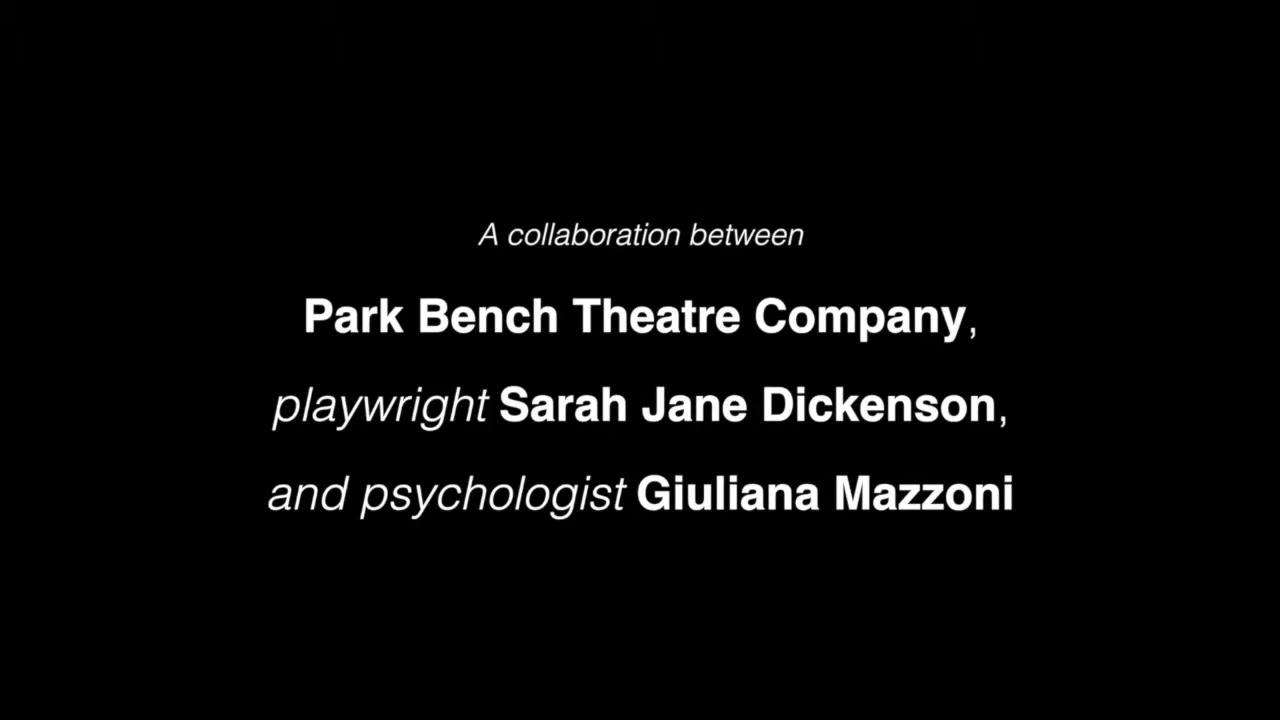 A collaboration between
Park Bench Theatre Company,
playwright Sarah Jane Dickenson,
and psychologist Giuliana Mazzoni